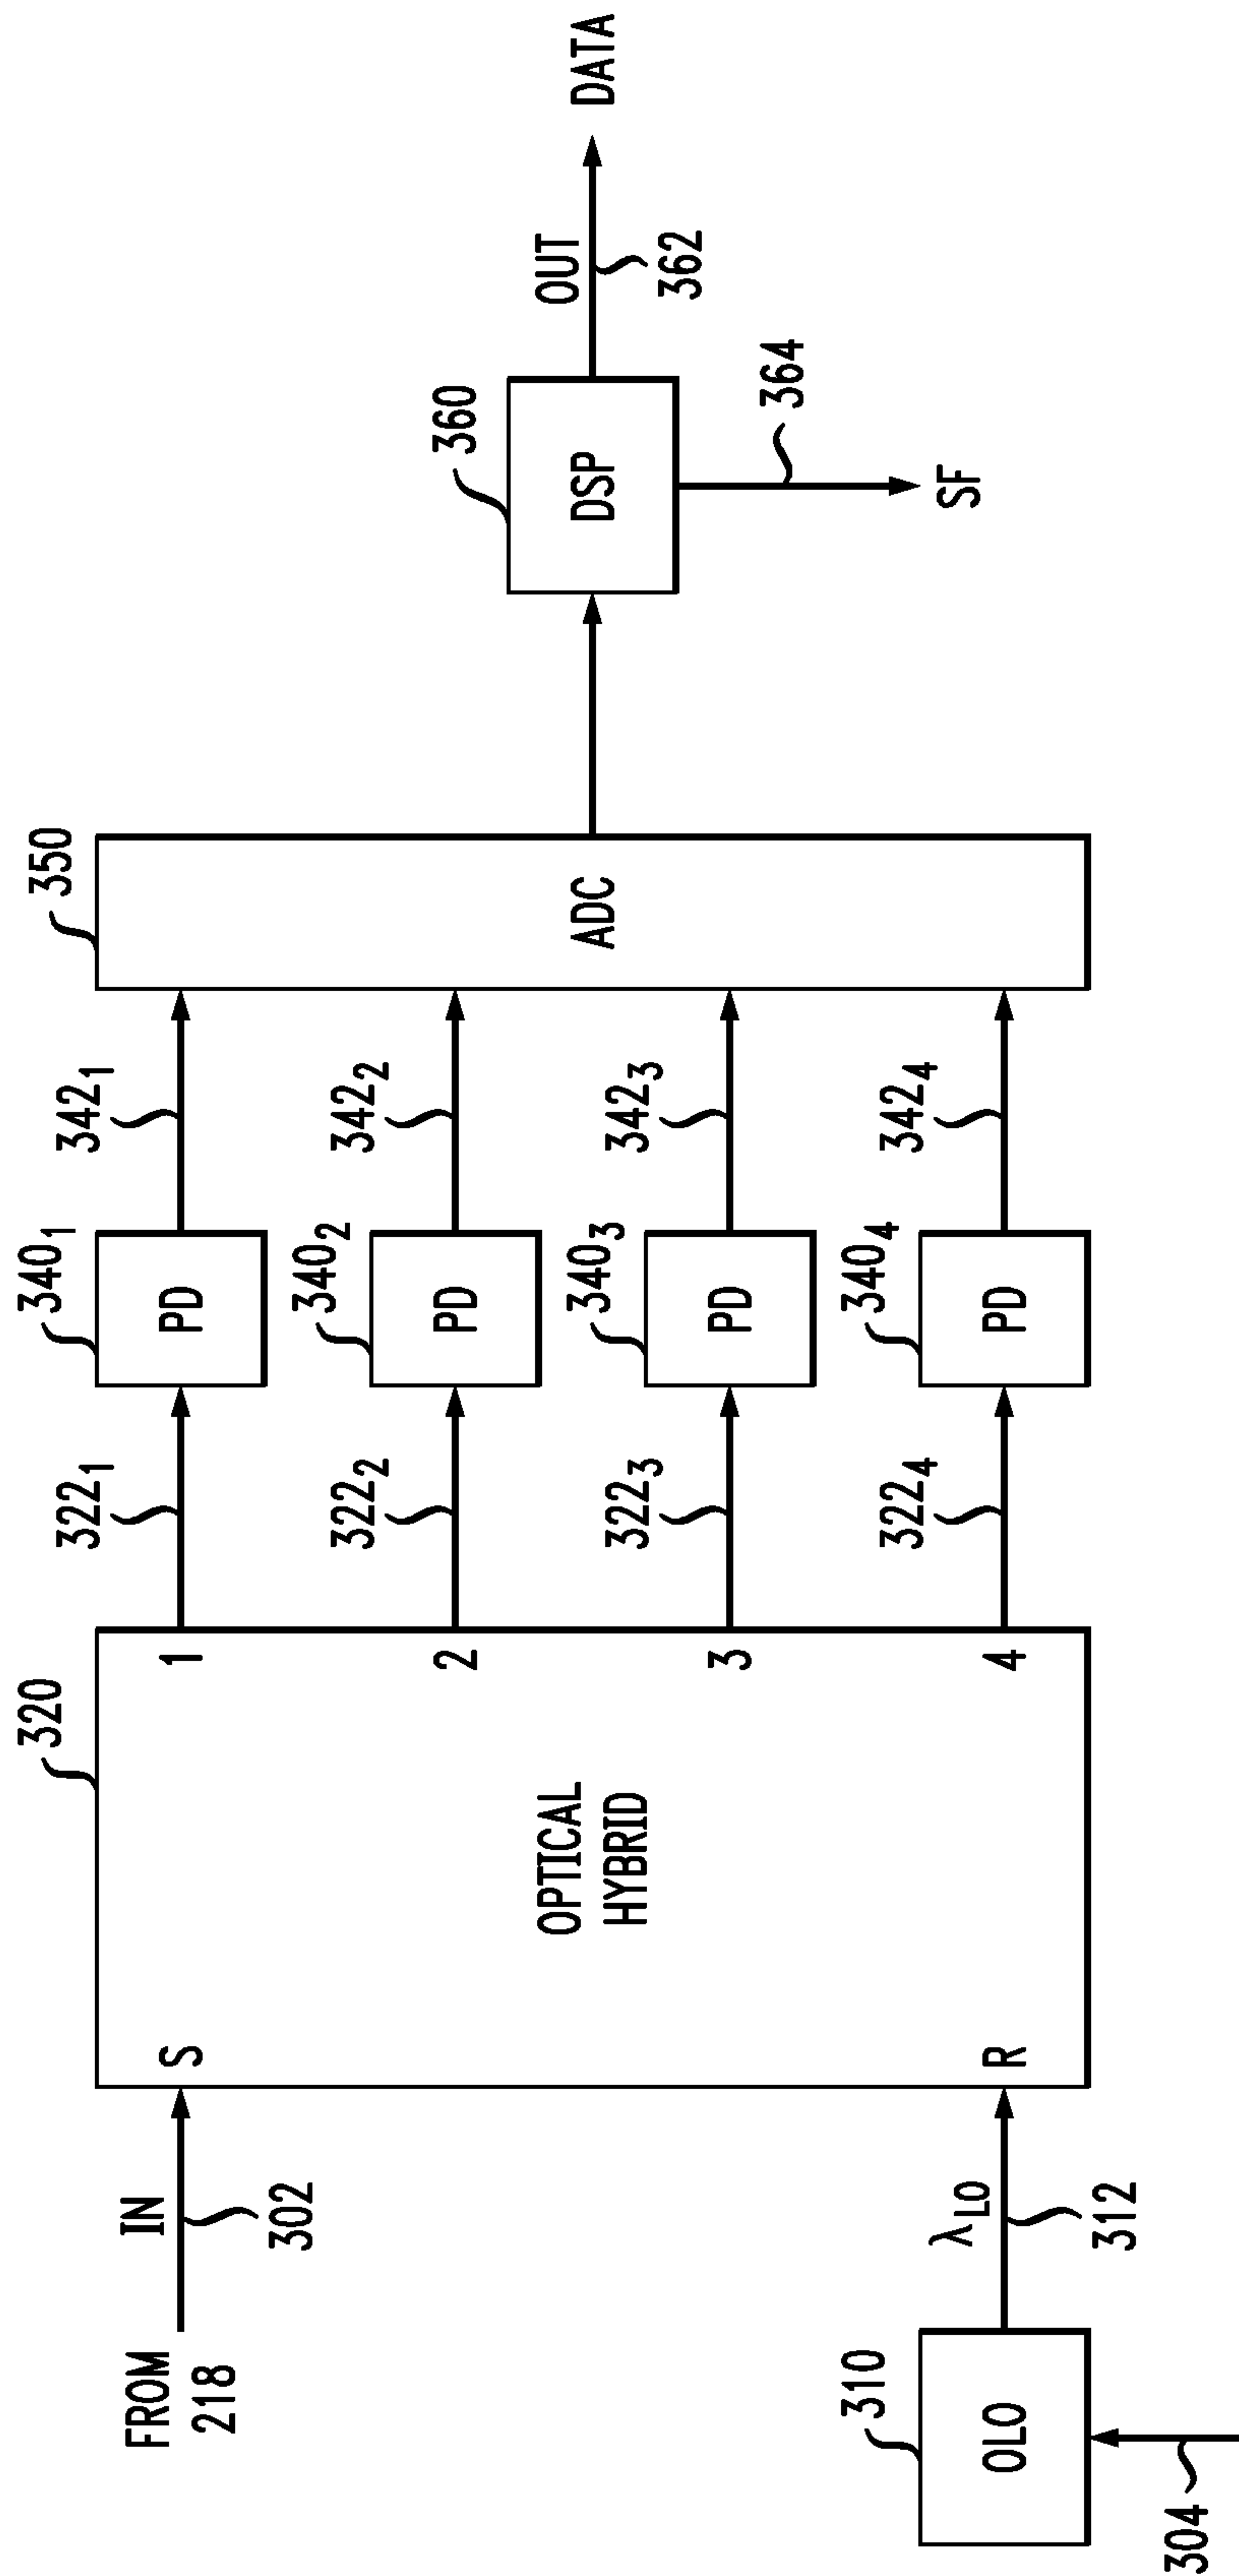 FROM
218
IN
302
304
310
OLO
λLO
312
320
S
R
OPTICAL
HYBRID
1
2
3
4
322₁
322₂
322₃
322₄
340₁
PD
340₂
PD
340₃
PD
340₄
PD
342₁
342₂
342₃
342₄
350
ADC
360
DSP
OUT
362
DATA
364
SF